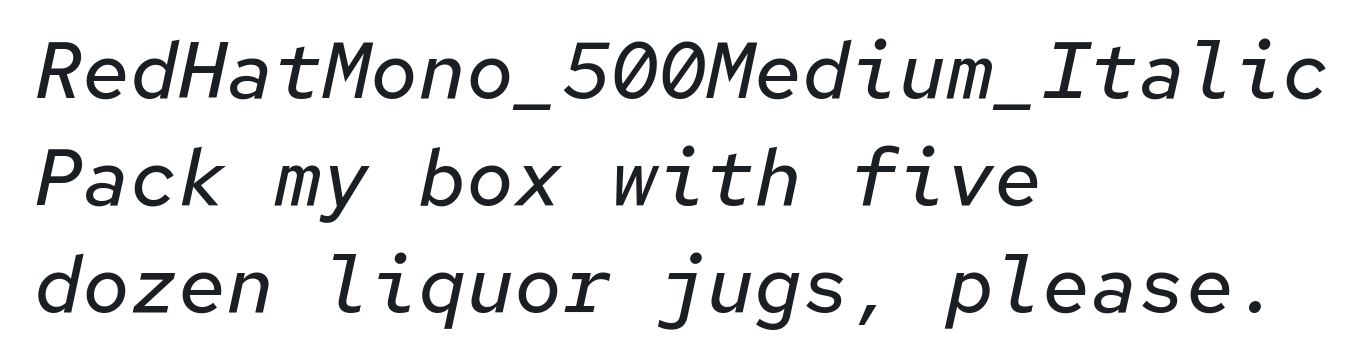 RedHatMono_500Medium_Italic
Pack my box with five
dozen liquor jugs, please.